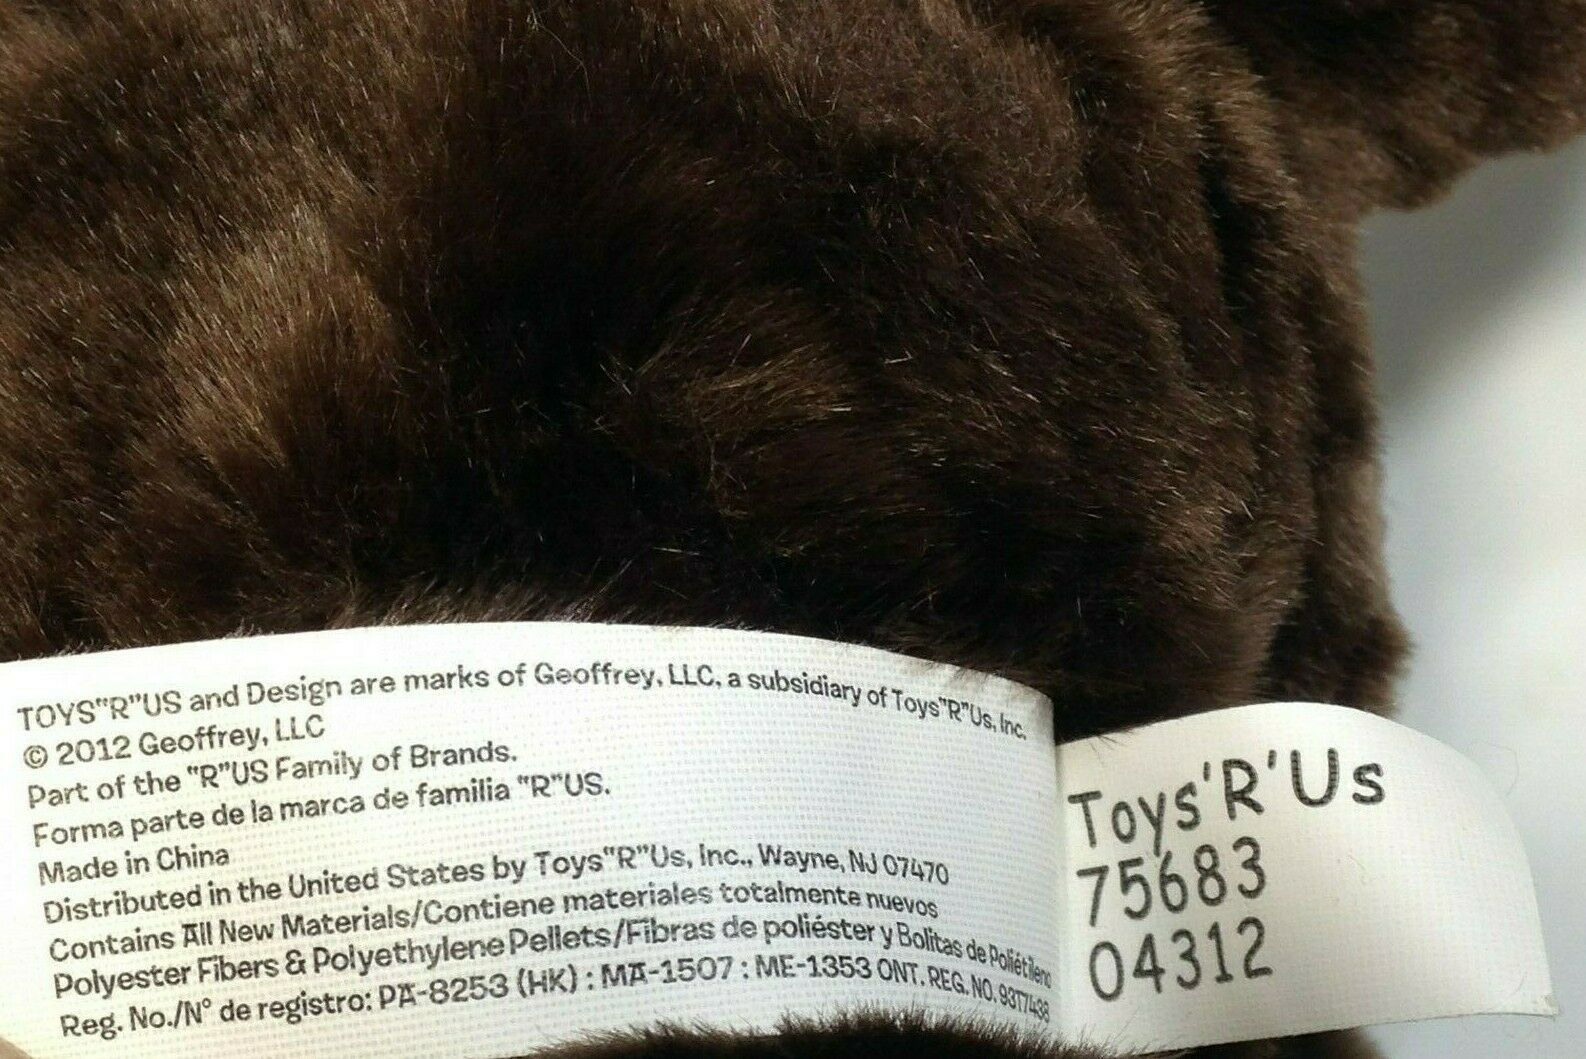 TOYS"R"US and Design are marks of Geoffrey, LLC, a subsidiary of Toys"R"Us, Inc.
© 2012 Geoffrey, LLC
Part of the "R"US Family of Brands.
Forma parte de la marca de familia "R"US.
Made in China
Distributed in the United States by Toys"R"Us, Inc., Wayne, NJ 07470
Contains All New Materials/Contiene materiales totalmente nuevos
Polyester Fibers & Polyethylene Pellets/Fibras de poliéster y Bolitas de Poliétileno
Reg. No./N° de registro: PA-8253 (HK) : MA-1507 : ME-1353 ONT. REG. NO. 93T7438
Toys'R'Us
75683
04312